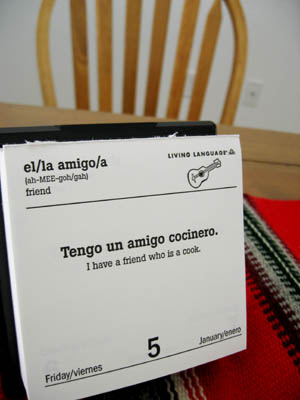 el/la amigo/a
(ah-MEE-goh/gah)
friend
LIVING LANGUAGE®
Tengo un amigo cocinero.
I have a friend who is a cook.
5
Friday/viernes
January/enero